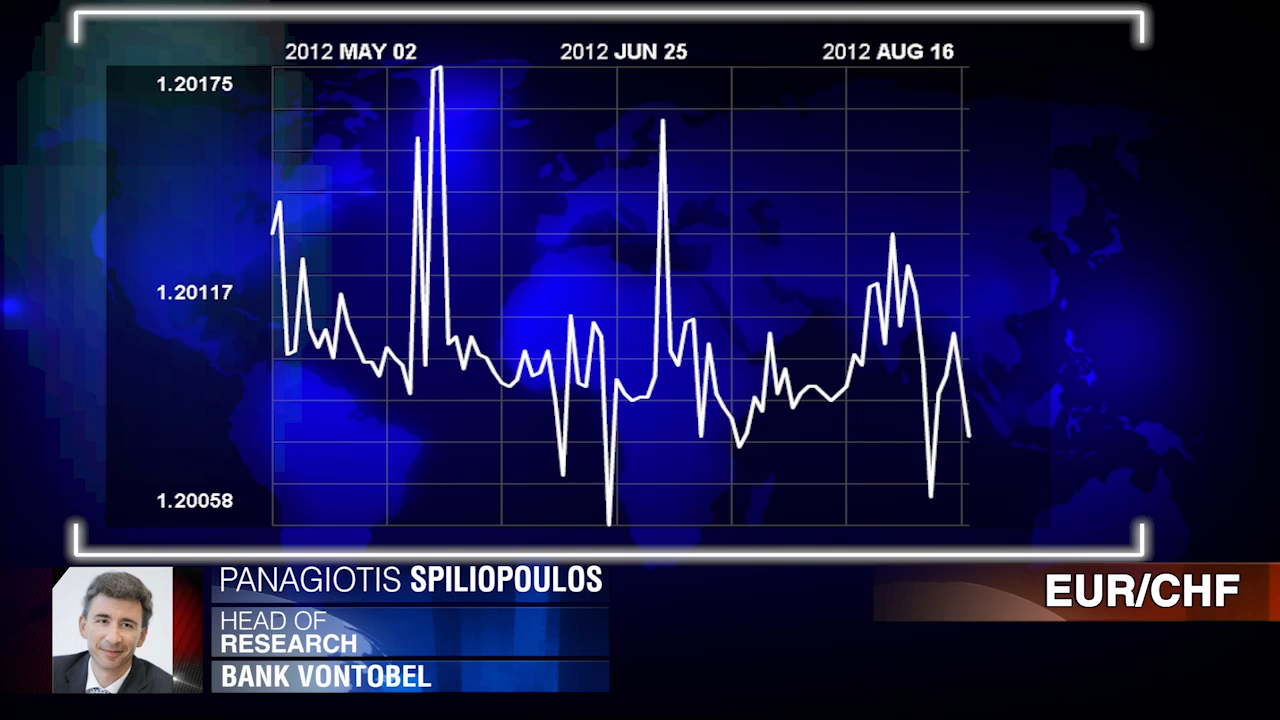 2012 MAY 02 2012 JUN 25 2012 AUG 16
1.20175
1.20117
1.20058
PANAGIOTIS SPILIOPOULOS
HEAD OF
RESEARCH
BANK VONTOBEL
EUR/CHF